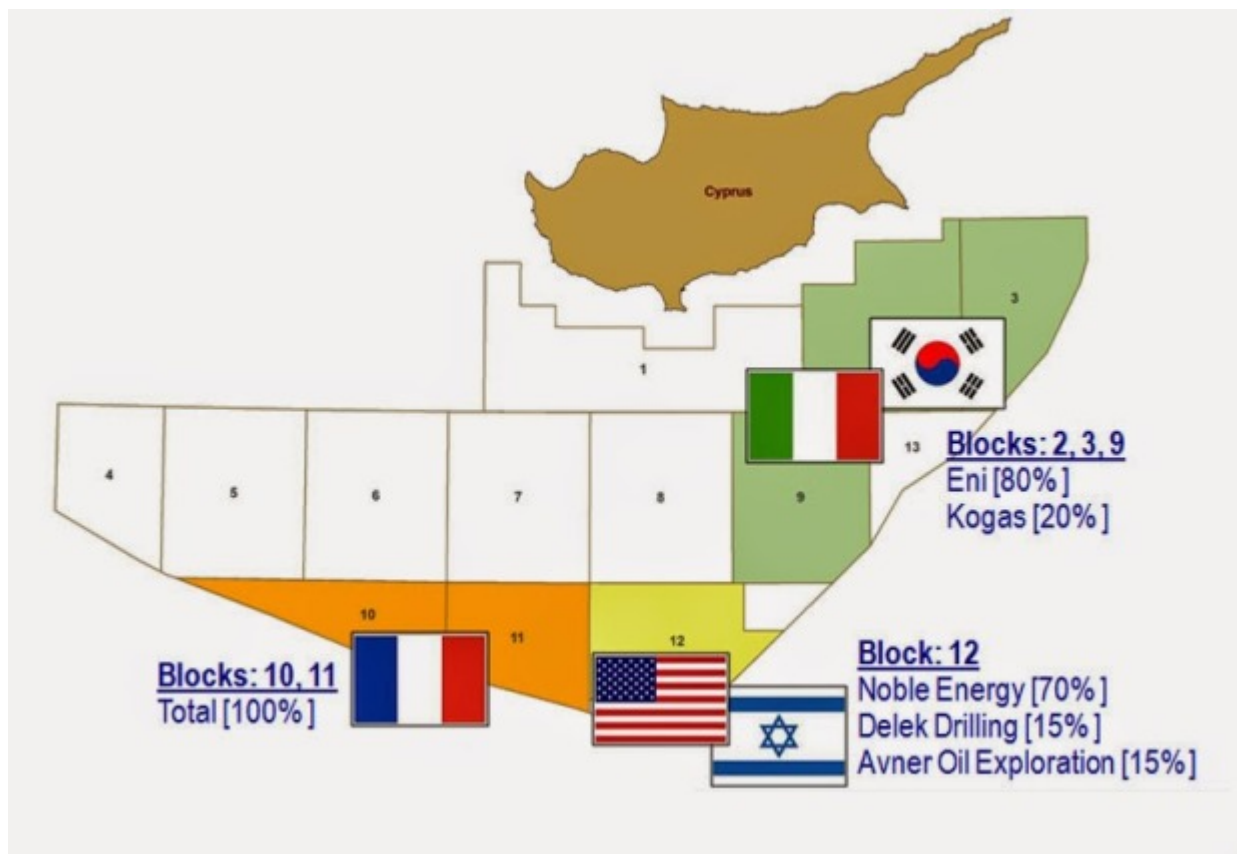 Cyprus
3
1
13
Blocks: 2, 3, 9
Eni [80%]
Kogas [20%]
4
5
6
7
8
9
10
11
12
Blocks: 10, 11
Total [100%]
Block: 12
Noble Energy [70%]
Delek Drilling [15%]
Avner Oil Exploration [15%]